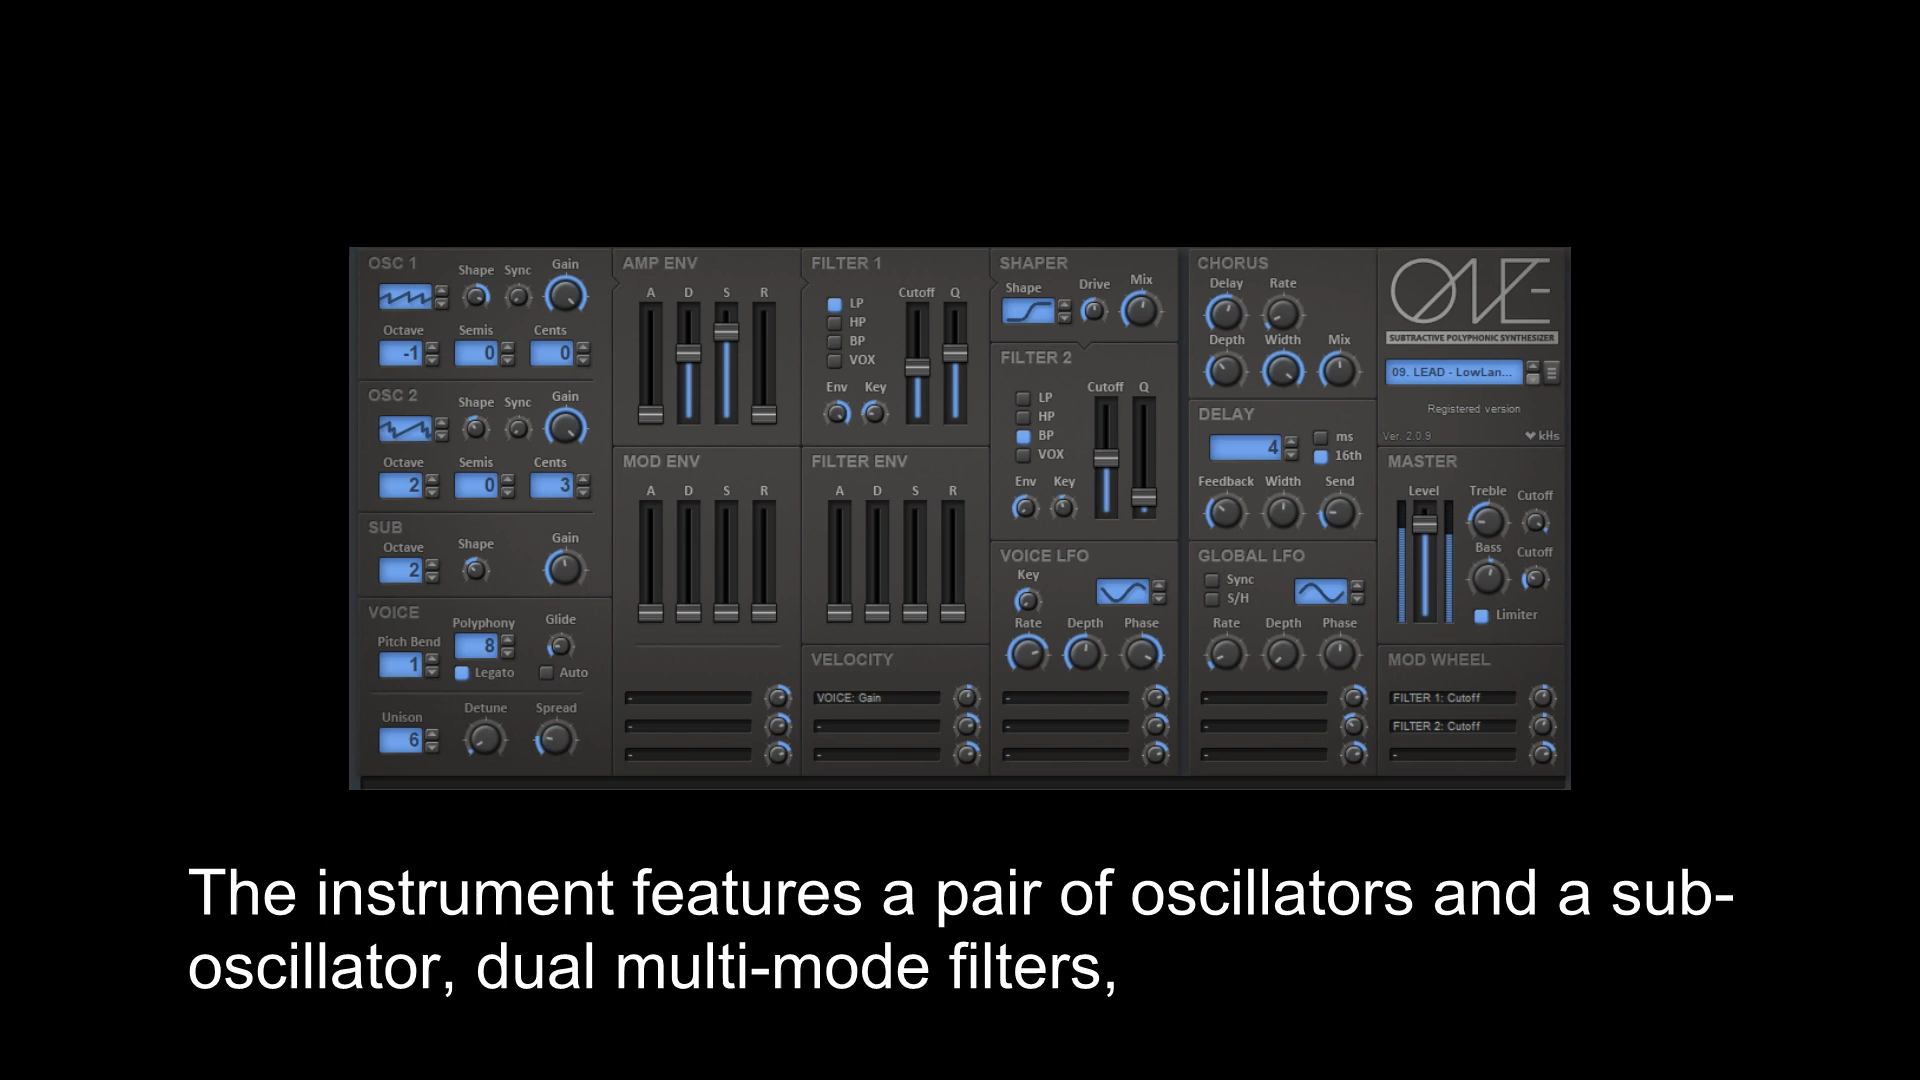 OSC 1
Shape Sync Gain
Octave Semis Cents
-1 0 0
OSC 2
Shape Sync Gain
Octave Semis Cents
2 0 3
SUB
Octave Shape Gain
2
VOICE
Pitch Bend Polyphony Glide
1 8
Legato Auto
Unison Detune Spread
6
AMP ENV
A D S R
MOD ENV
A D S R
-
-
-
FILTER 1
LP
HP
BP
VOX
Cutoff Q
Env Key
FILTER ENV
A D S R
VELOCITY
VOICE: Gain
-
-
SHAPER
Shape Drive Mix
FILTER 2
LP
HP
BP
VOX
Cutoff Q
Env Key
VOICE LFO
Key
Rate Depth Phase
-
-
-
CHORUS
Delay Rate
Depth Width Mix
DELAY
4 ms
16th
Feedback Width Send
GLOBAL LFO
Sync
S/H
Rate Depth Phase
-
-
-
ONE
SUBTRACTIVE POLYPHONIC SYNTHESIZER
09. LEAD - LowLan...
Registered version
Ver. 2.0.9 kHs
MASTER
Level Treble Cutoff
Bass Cutoff
Limiter
MOD WHEEL
FILTER 1: Cutoff
FILTER 2: Cutoff
-
The instrument features a pair of oscillators and a sub-
oscillator, dual multi-mode filters,